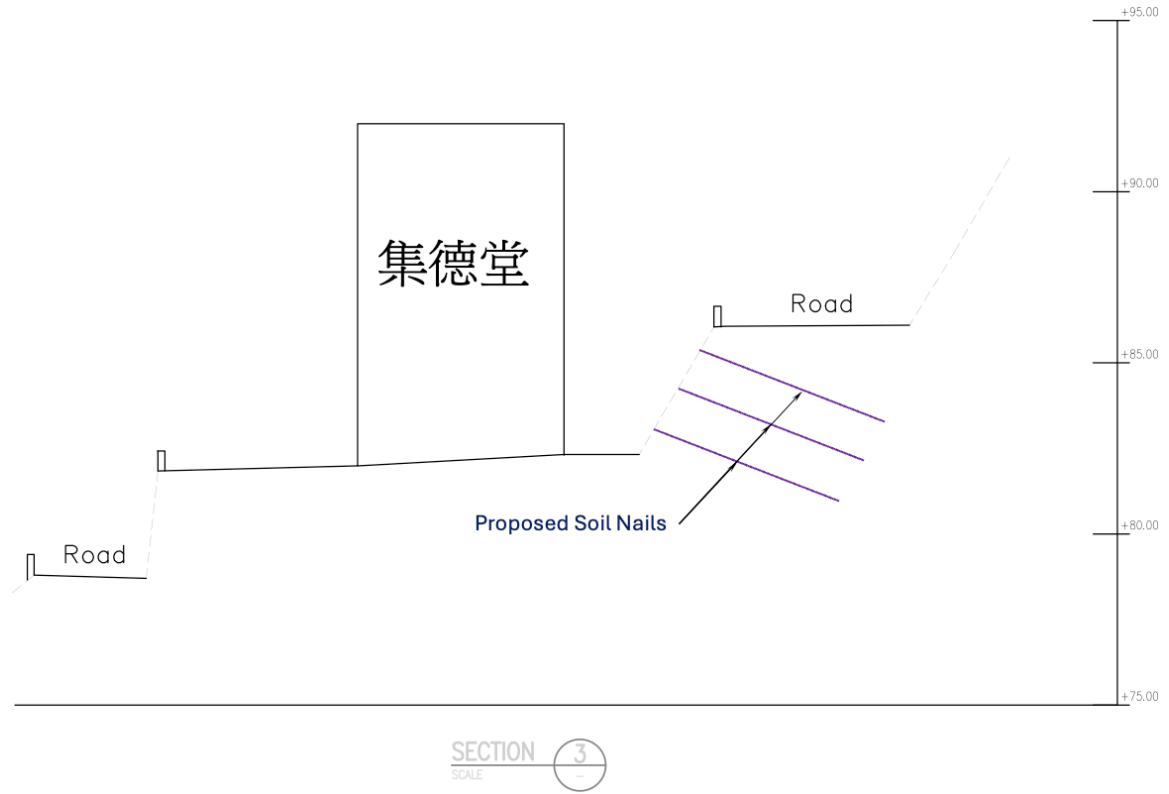 +95.00
+90.00
集德堂
Road
+85.00
Proposed Soil Nails
+80.00
Road
+75.00
SECTION 3
SCALE –